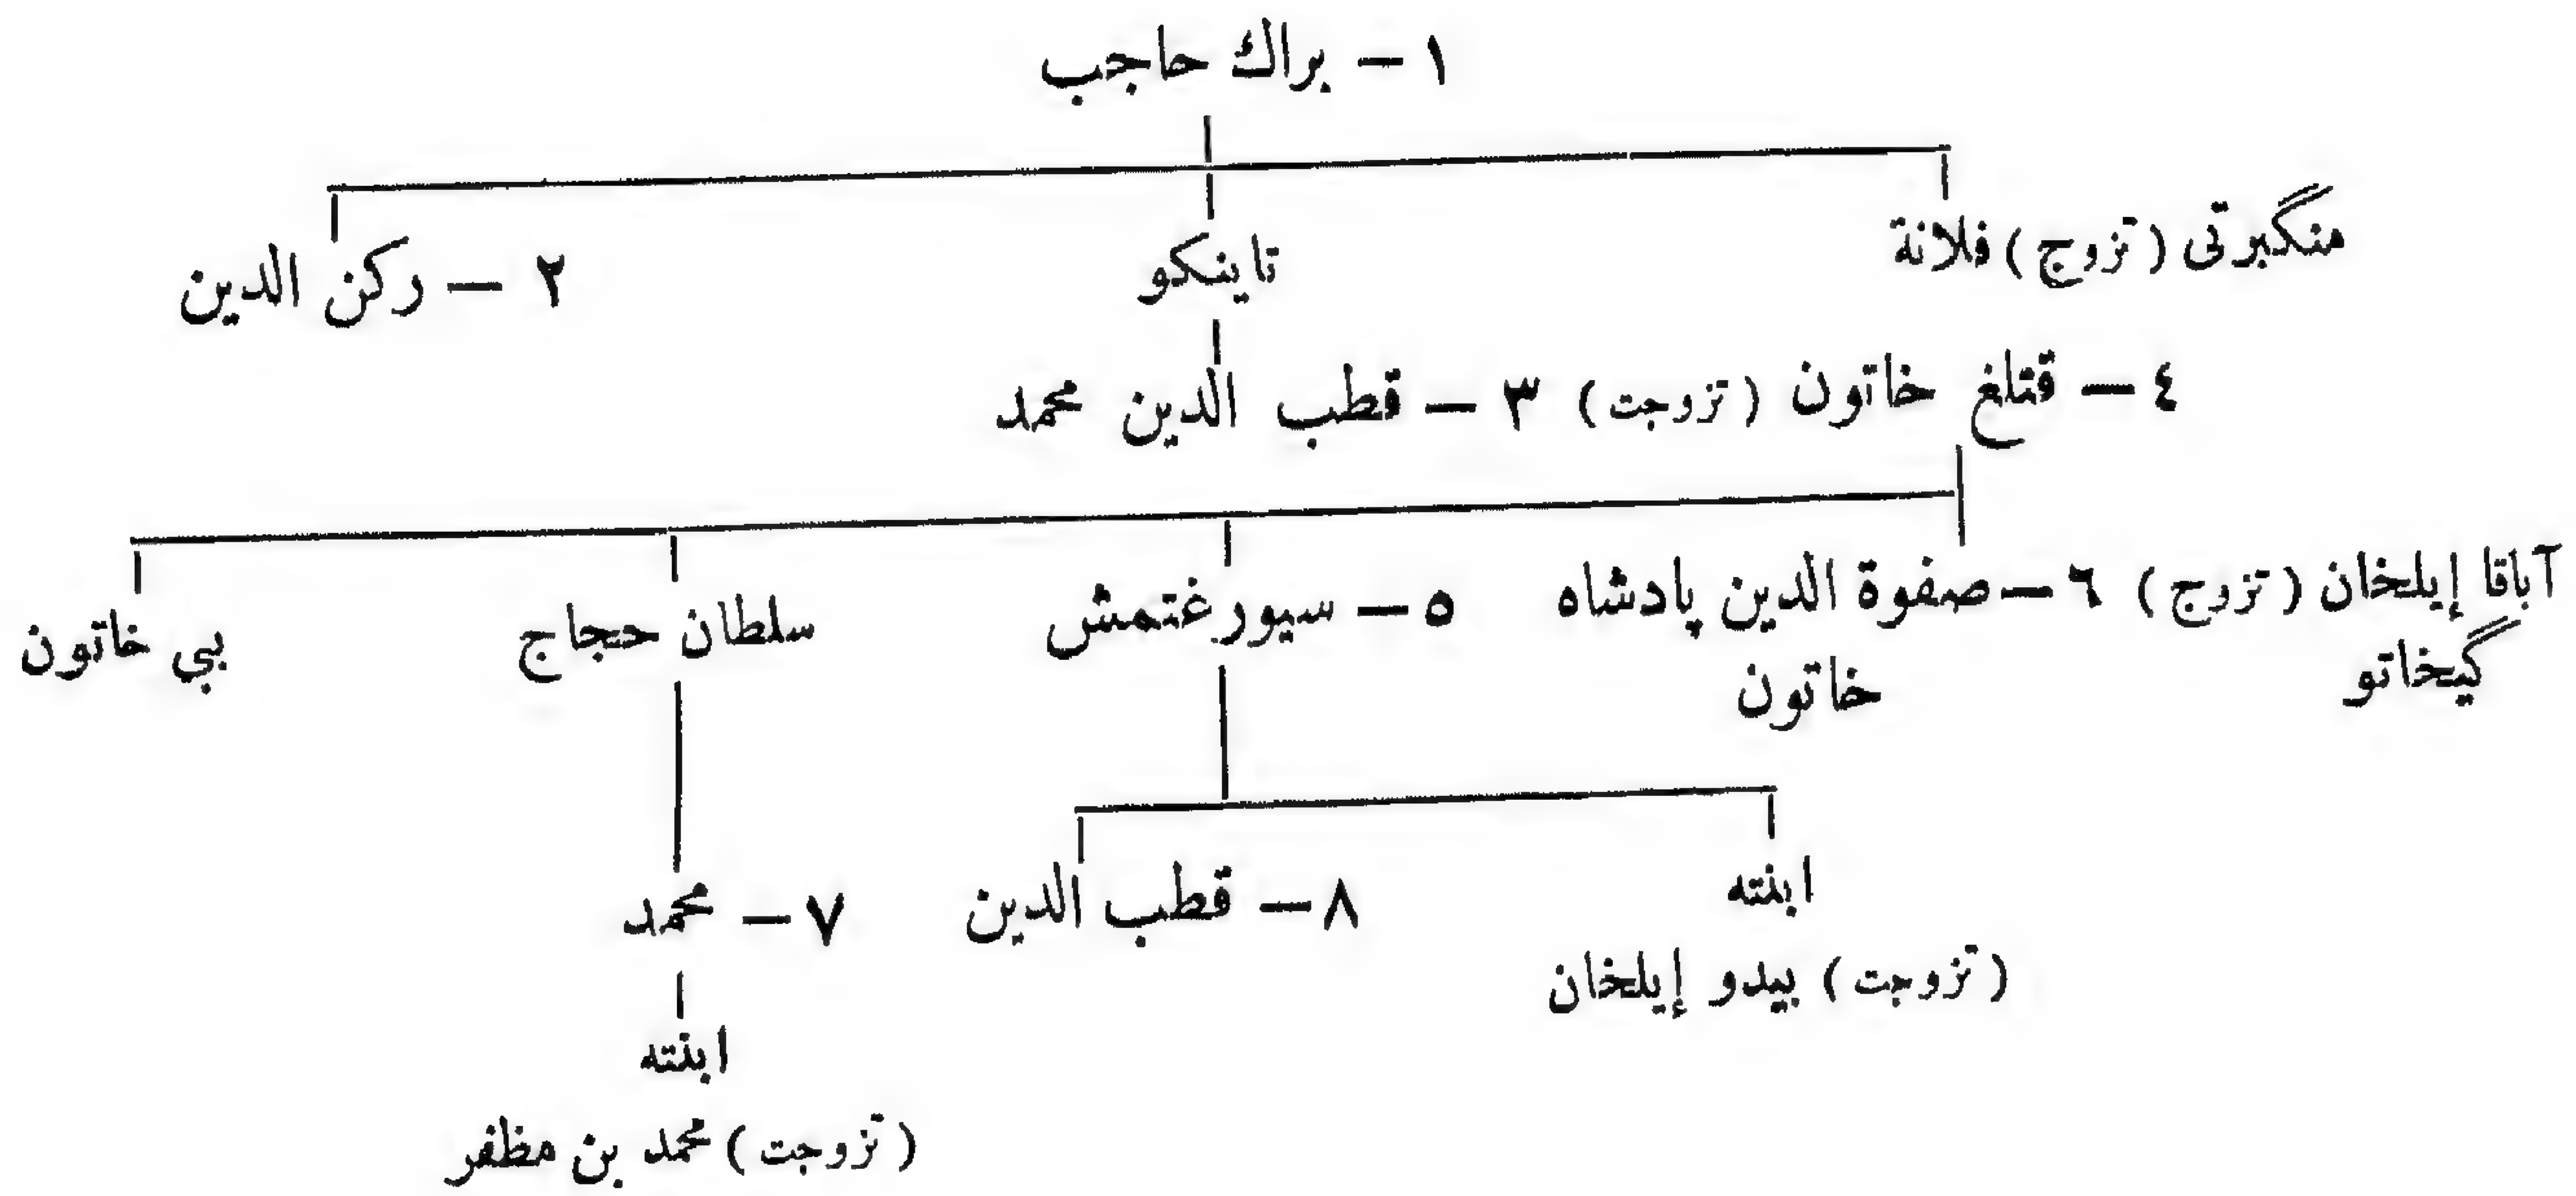 ١ – براك حاجب
منگبرتى (تزوج) فلانة
تاينكو
٢ – ركن الدين
٤ – قتلغ خاتون (تزوجت) ٣ – قطب الدين محمد
آباقا إيلخان (تزوج) ٦ – صفوة الدين پادشاه
گيخاتو
خاتون
٥ – سيورغتمش
سلطان حجاج
بي خاتون
ابنته
(تزوجت) بيدو إيلخان
٨ – قطب الدين
٧ – محمد
ابنته
(تزوجت) محمد بن مظفر